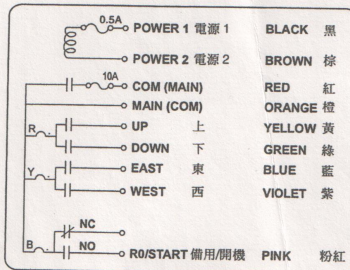 0.5A
POWER 1 電源 1 BLACK 黑
POWER 2 電源 2 BROWN 棕
10A
COM (MAIN) RED 紅
MAIN (COM) ORANGE 橙
R UP 上 YELLOW 黃
DOWN 下 GREEN 綠
Y EAST 東 BLUE 藍
WEST 西 VIOLET 紫
NC
B NO R0/START 備用/開機 PINK 粉紅